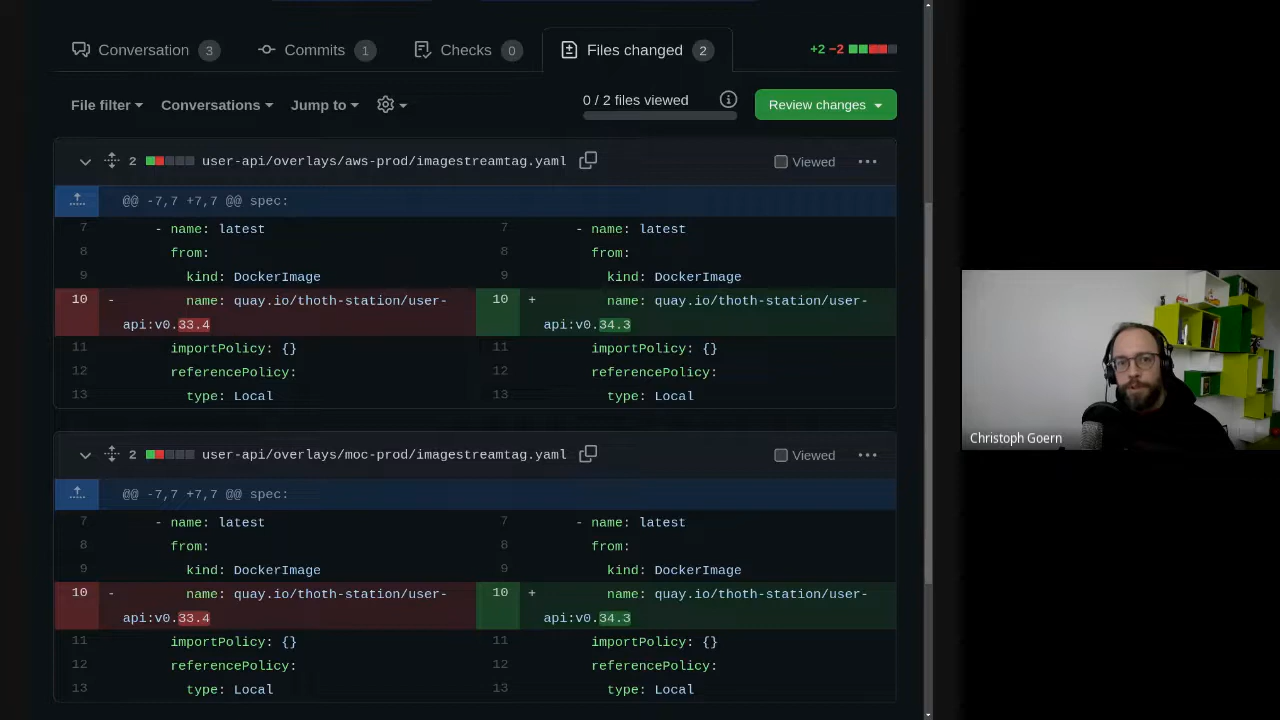 Conversation 3 Commits 1 Checks 0 Files changed 2 +2 −2
File filter Conversations Jump to 0 / 2 files viewed Review changes
2 user-api/overlays/aws-prod/imagestreamtag.yaml Viewed
@@ -7,7 +7,7 @@ spec:
7 - name: latest 7 - name: latest
8 from: 8 from:
9 kind: DockerImage 9 kind: DockerImage
10 - name: quay.io/thoth-station/user- 10 + name: quay.io/thoth-station/user-
api:v0.33.4 api:v0.34.3
11 importPolicy: {} 11 importPolicy: {}
12 referencePolicy: 12 referencePolicy:
13 type: Local 13 type: Local
2 user-api/overlays/moc-prod/imagestreamtag.yaml Viewed
@@ -7,7 +7,7 @@ spec:
7 - name: latest 7 - name: latest
8 from: 8 from:
9 kind: DockerImage 9 kind: DockerImage
10 - name: quay.io/thoth-station/user- 10 + name: quay.io/thoth-station/user-
api:v0.33.4 api:v0.34.3
11 importPolicy: {} 11 importPolicy: {}
12 referencePolicy: 12 referencePolicy:
13 type: Local 13 type: Local
Christoph Goern